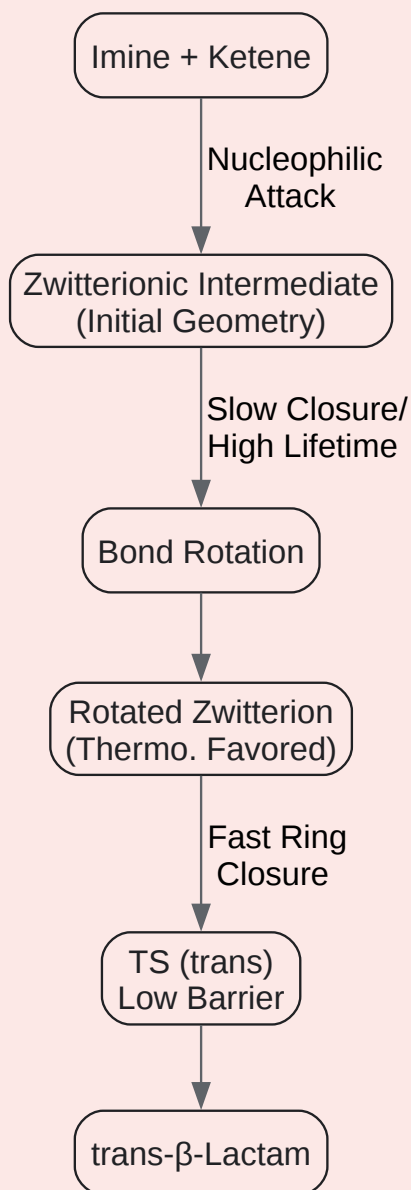 Imine + Ketene
Nucleophilic
Attack
Zwitterionic Intermediate
(Initial Geometry)
Slow Closure/
High Lifetime
Bond Rotation
Rotated Zwitterion
(Thermo. Favored)
Fast Ring
Closure
TS (trans)
Low Barrier
trans-β-Lactam